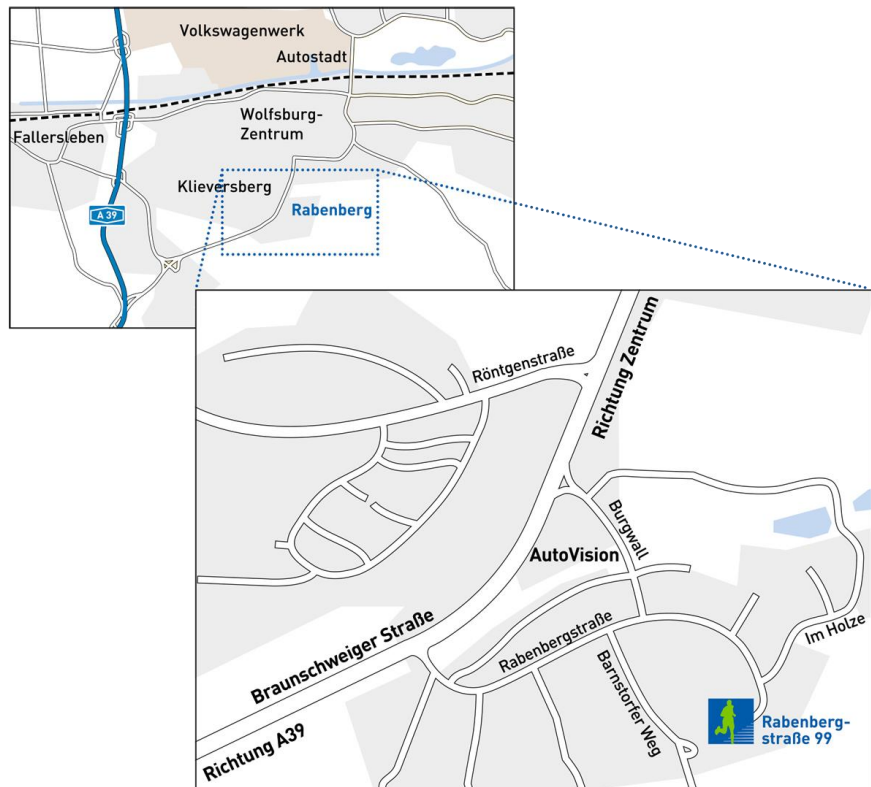 Volkswagenwerk
Autostadt
Wolfsburg-
Zentrum
Fallersleben
Klieversberg
A 39
Rabenberg
Röntgenstraße
Richtung Zentrum
Burgwall
AutoVision
Braunschweiger Straße
Rabenbergstraße
Im Holze
Barnstorfer Weg
Richtung A39
Rabenberg-
straße 99